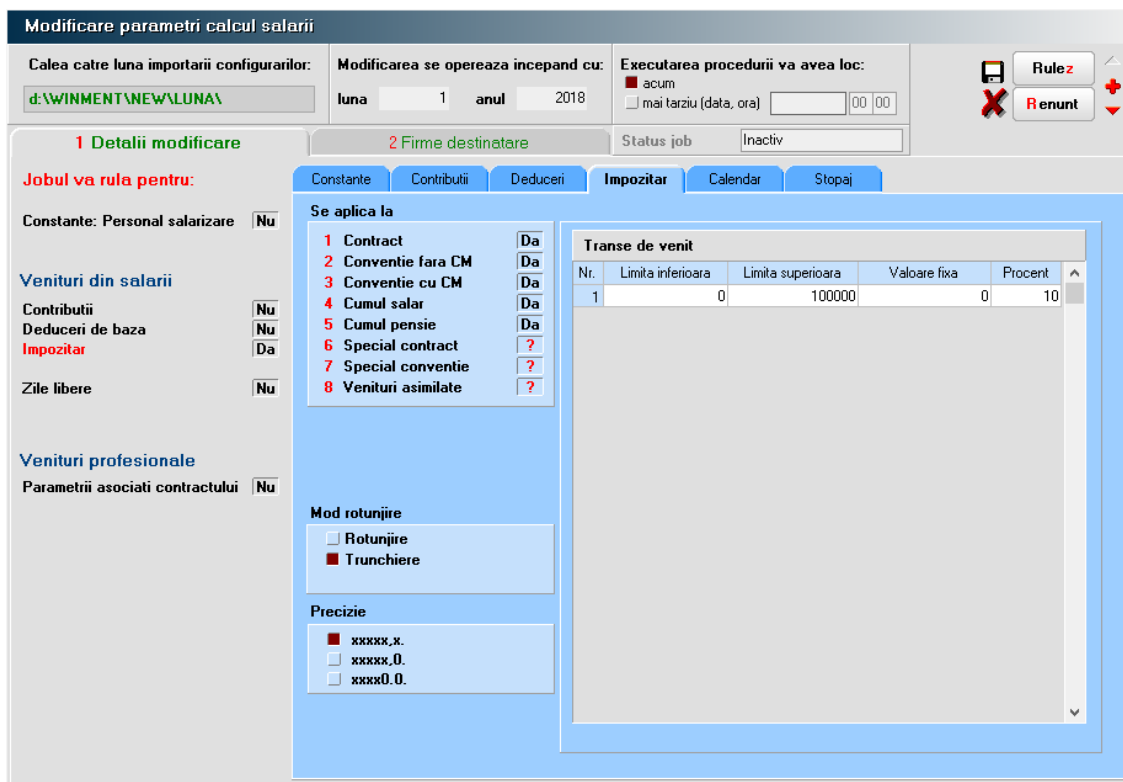 Modificare parametri calcul salarii
Calea catre luna importarii configurarilor:
d:\WINMENT\NEW\LUNA\
Modificarea se opereaza incepand cu:
luna 1 anul 2018
Executarea procedurii va avea loc:
acum
mai tarziu (data, ora) 00 00
Rulez
Renunt
1 Detalii modificare
2 Firme destinatare
Status job Inactiv
Jobul va rula pentru:
Constante: Personal salarizare Nu
Venituri din salarii
Contributii Nu
Deduceri de baza Nu
Impozitar Da
Zile libere Nu
Venituri profesionale
Parametrii asociati contractului Nu
Constante Contributii Deduceri Impozitar Calendar Stopaj
Se aplica la
1 Contract Da
2 Conventie fara CM Da
3 Conventie cu CM Da
4 Cumul salar Da
5 Cumul pensie Da
6 Special contract ?
7 Special conventie ?
8 Venituri asimilate ?
Mod rotunjire
Rotunjire
Trunchiere
Precizie
xxxxx,x.
xxxxx,0.
xxxx0.0.
Transe de venit
Nr. Limita inferioara Limita superioara Valoare fixa Procent
1 0 100000 0 10